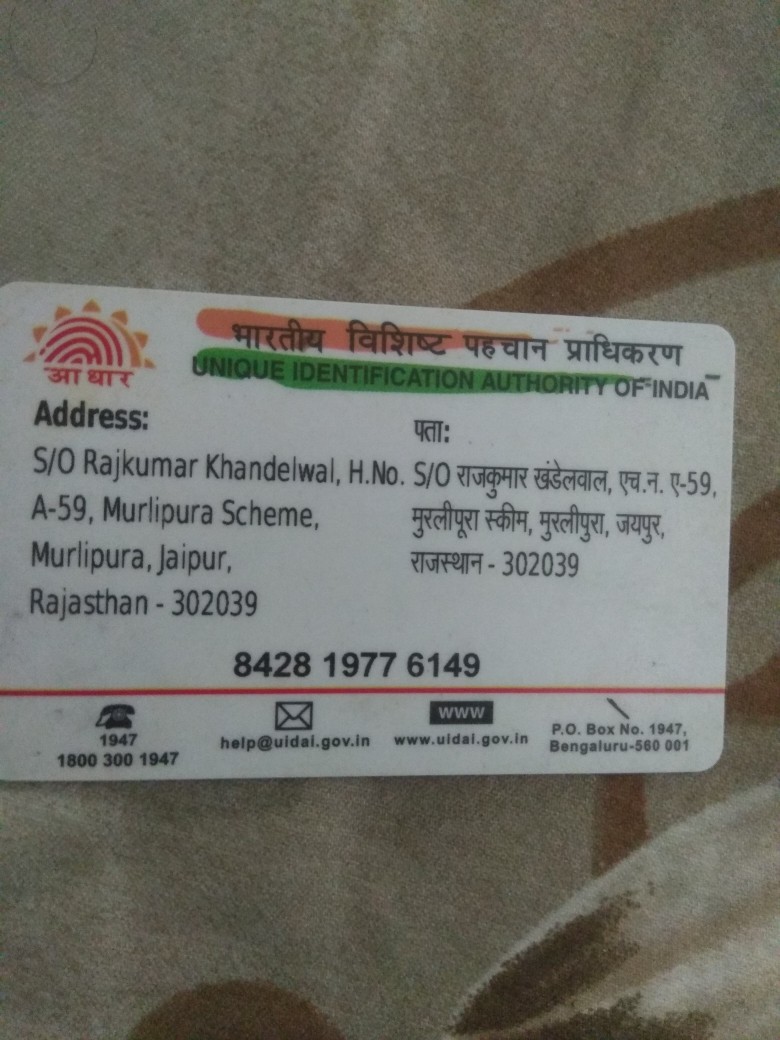 आधार
भारतीय विशिष्ट पहचान प्राधिकरण
UNIQUE IDENTIFICATION AUTHORITY OF INDIA
Address:
S/O Rajkumar Khandelwal, H.No.
A-59, Murlipura Scheme,
Murlipura, Jaipur,
Rajasthan - 302039
पता:
S/O राजकुमार खंडेलवाल, एच.न. ए-59,
मुरलीपूरा स्कीम, मुरलीपुरा, जयपुर,
राजस्थान - 302039
8428 1977 6149
1947
1800 300 1947
help@uidai.gov.in
www
www.uidai.gov.in
P.O. Box No. 1947,
Bengaluru-560 001